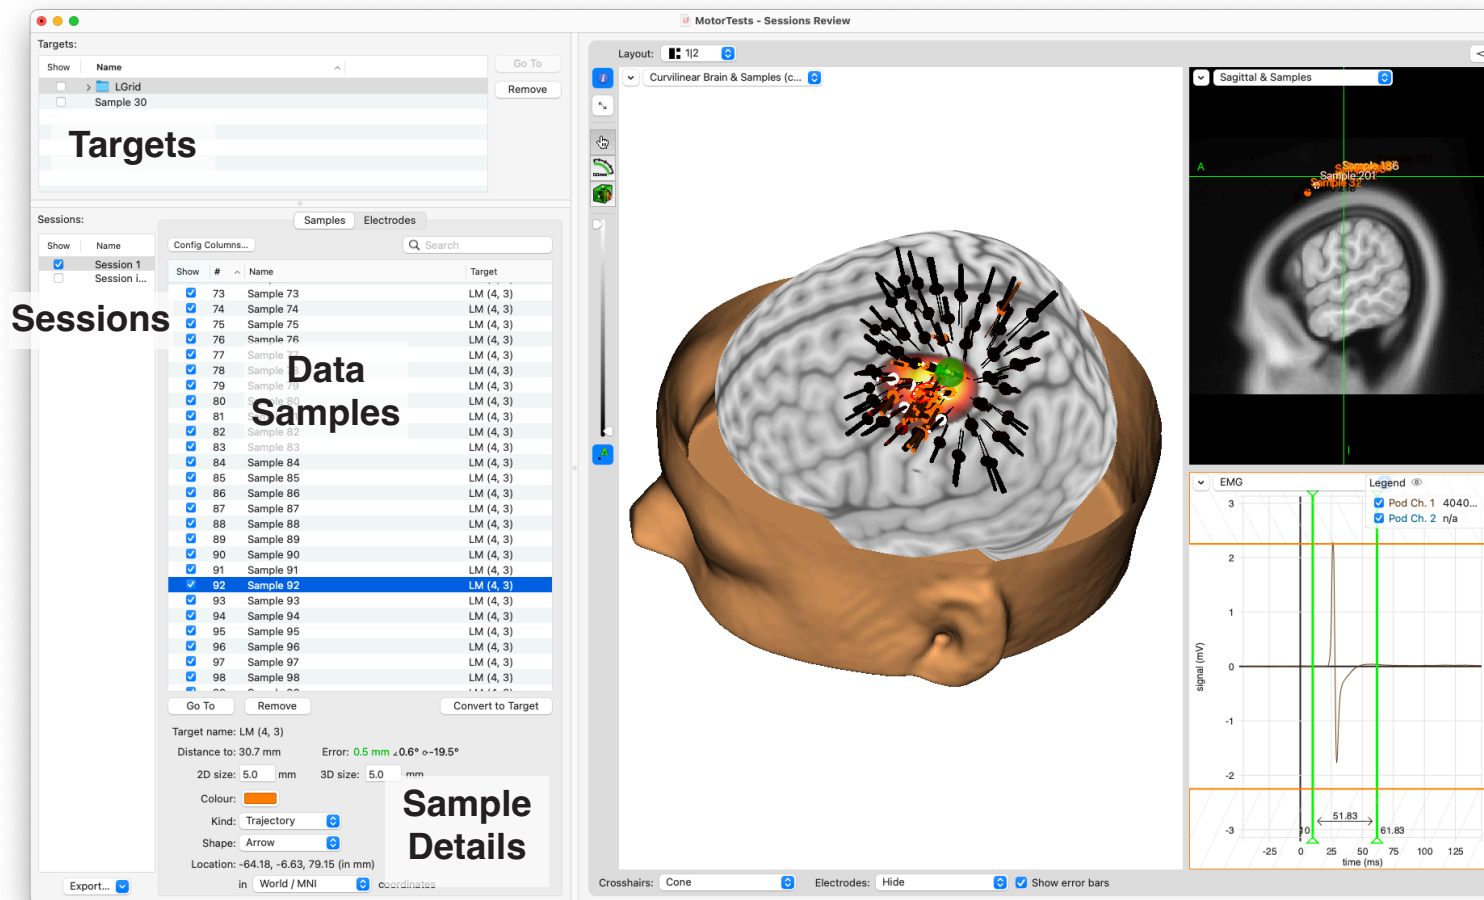 MotorTests - Sessions Review
Targets:
Show Name
LGrid
Sample 30
Go To
Remove
Targets
Sessions:
Show Name
Session 1
Session i...
Sessions
Samples Electrodes
Config Columns...
Search
Show # Name Target
73 Sample 73 LM (4, 3)
74 Sample 74 LM (4, 3)
75 Sample 75 LM (4, 3)
76 Sample 76 LM (4, 3)
77 Sample 77 LM (4, 3)
78 Sample 78 LM (4, 3)
79 Sample 79 LM (4, 3)
80 Sample 80 LM (4, 3)
81 Sample 81 LM (4, 3)
82 Sample 82 LM (4, 3)
83 Sample 83 LM (4, 3)
84 Sample 84 LM (4, 3)
85 Sample 85 LM (4, 3)
86 Sample 86 LM (4, 3)
87 Sample 87 LM (4, 3)
88 Sample 88 LM (4, 3)
89 Sample 89 LM (4, 3)
90 Sample 90 LM (4, 3)
91 Sample 91 LM (4, 3)
92 Sample 92 LM (4, 3)
93 Sample 93 LM (4, 3)
94 Sample 94 LM (4, 3)
95 Sample 95 LM (4, 3)
96 Sample 96 LM (4, 3)
97 Sample 97 LM (4, 3)
98 Sample 98 LM (4, 3)
Data
Samples
Go To Remove Convert to Target
Target name: LM (4, 3)
Distance to: 30.7 mm Error: 0.5 mm ∠0.6° ⟳-19.5°
2D size: 5.0 mm 3D size: 5.0 mm
Colour:
Kind: Trajectory
Shape: Arrow
Location: -64.18, -6.63, 79.15 (in mm)
in World / MNI coordinates
Sample
Details
Export...
Layout: 1|2
Curvilinear Brain & Samples (c...
Sagittal & Samples
A
Sample 201
Sample 32
I
EMG
Legend
Pod Ch. 1 4040...
Pod Ch. 2 n/a
3
2
1
0
-1
-2
-3
signal (mV)
51.83
10 61.83
-25 0 25 50 75 100 125
time (ms)
Crosshairs: Cone Electrodes: Hide Show error bars